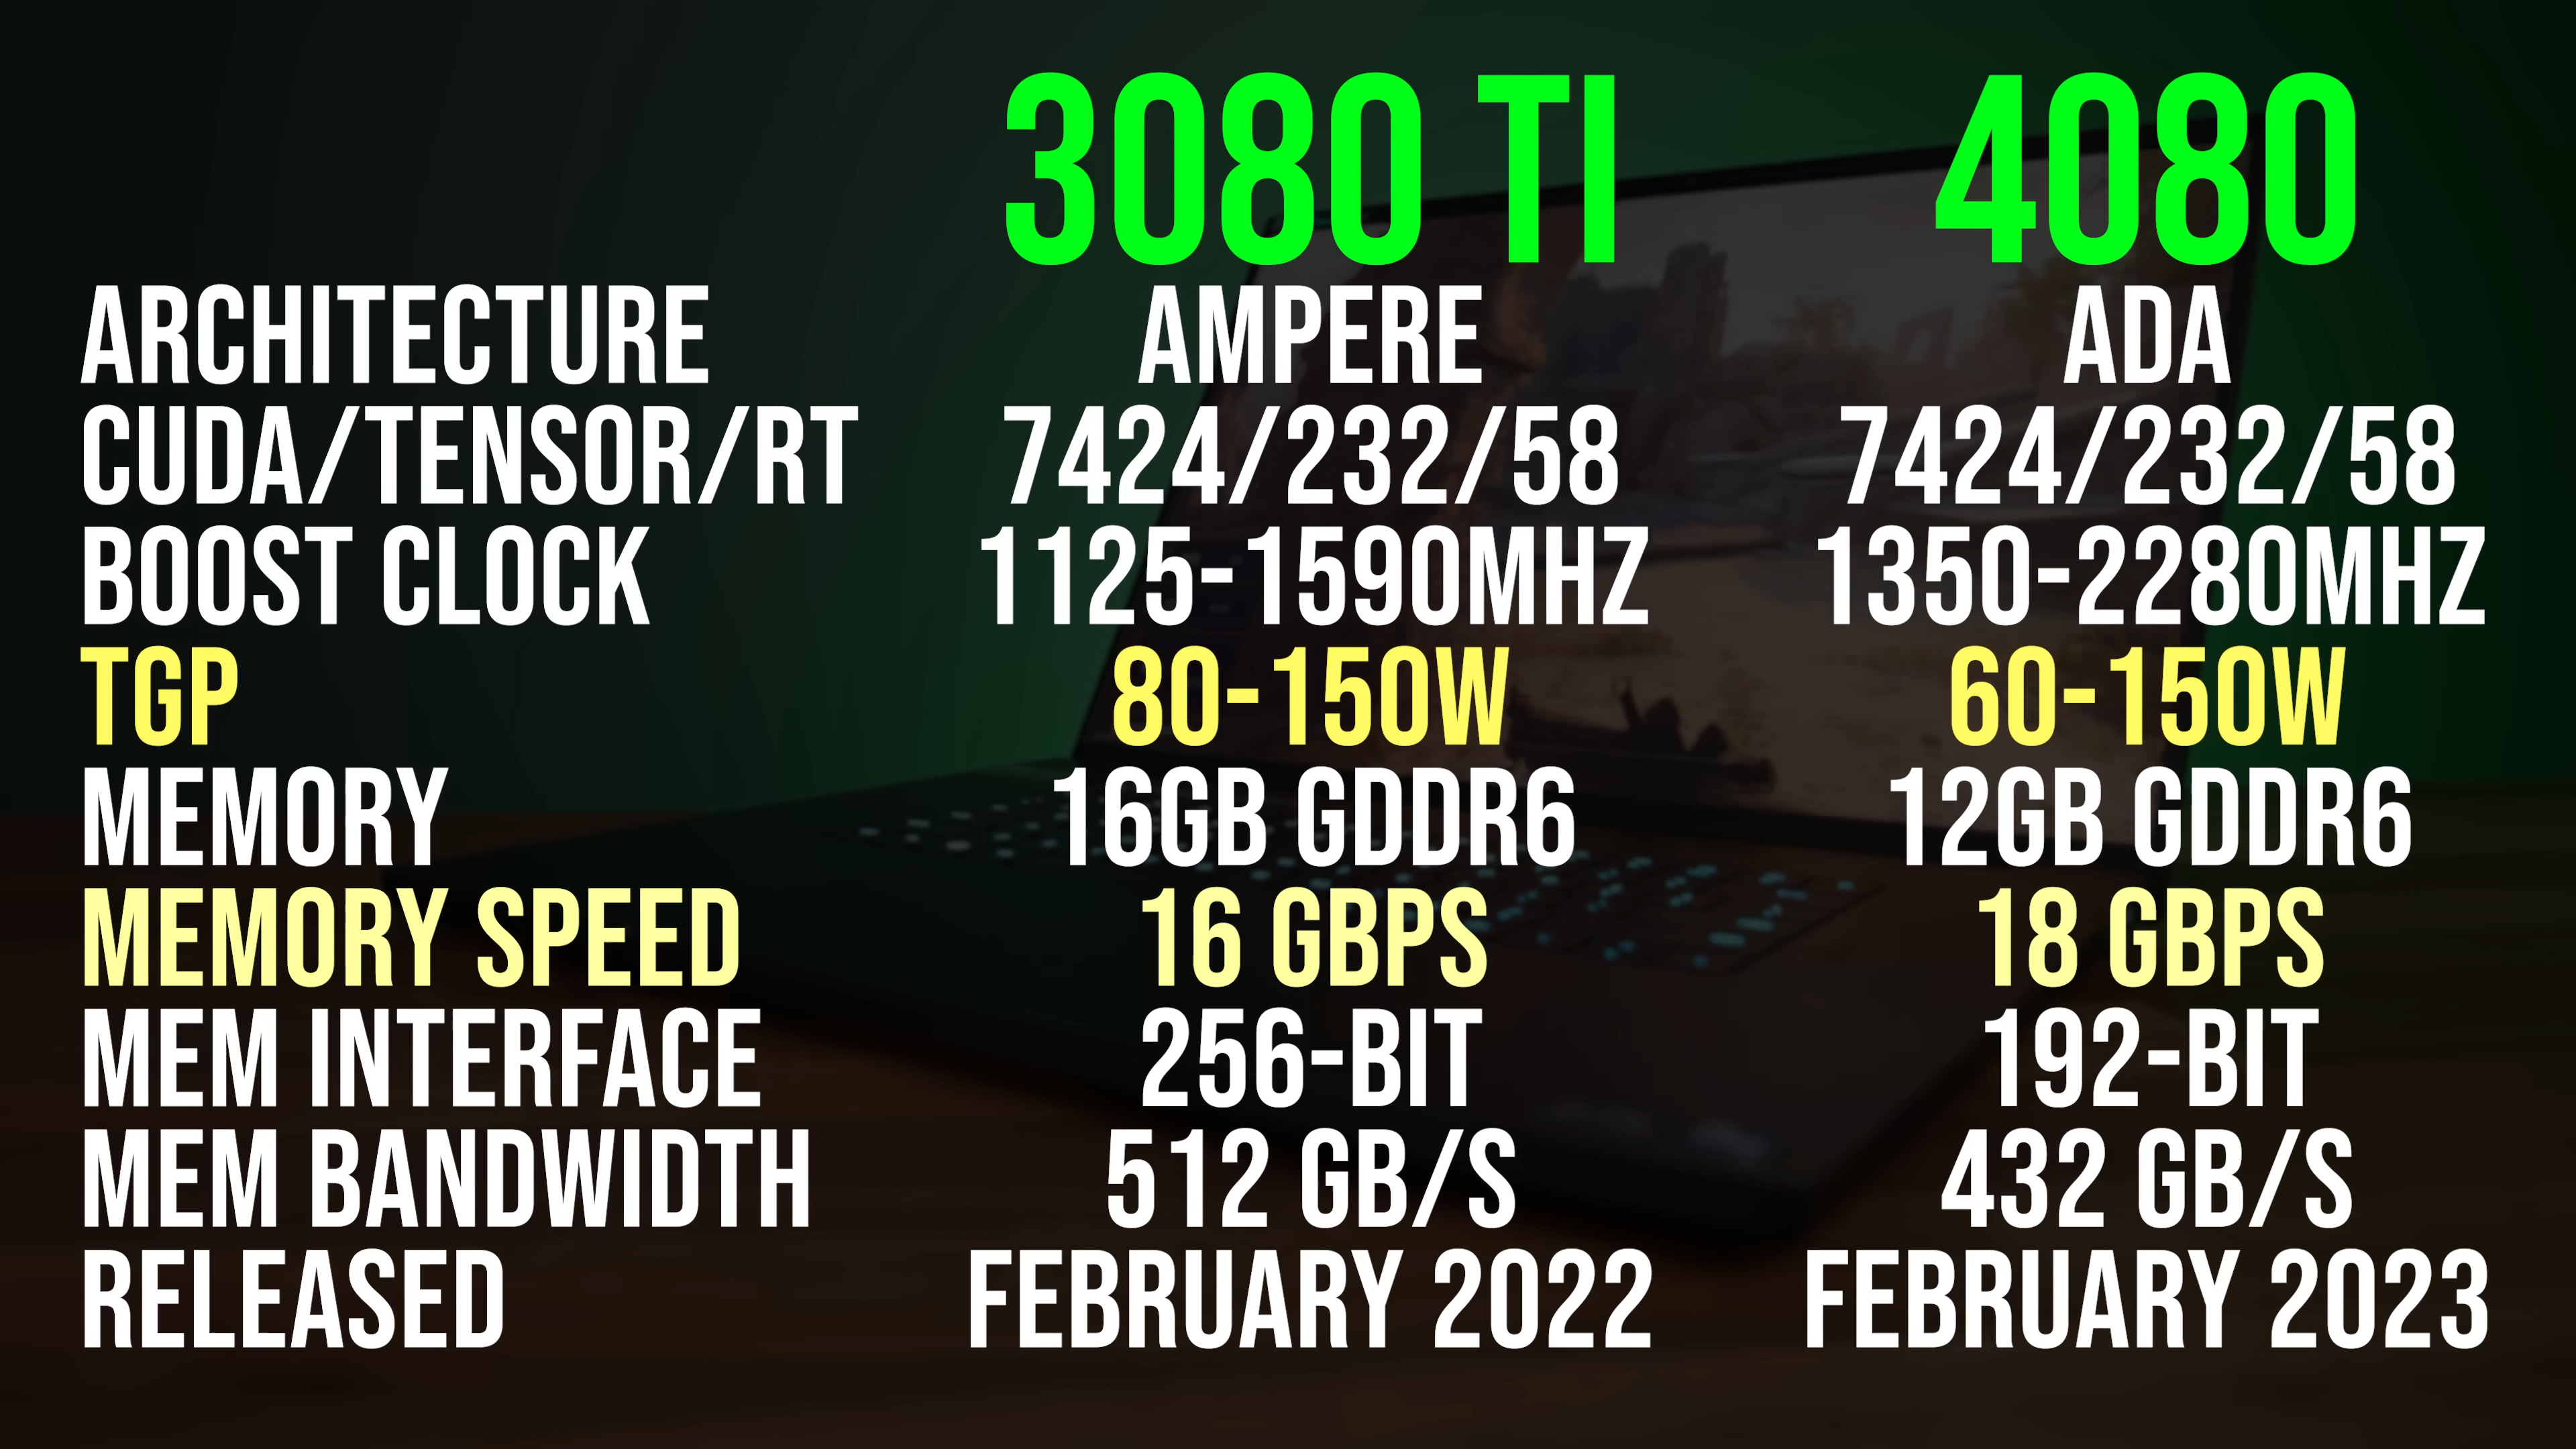 3080 TI 4080
ARCHITECTURE AMPERE ADA
CUDA/TENSOR/RT 7424/232/58 7424/232/58
BOOST CLOCK 1125-1590MHZ 1350-2280MHZ
TGP 80-150W 60-150W
MEMORY 16GB GDDR6 12GB GDDR6
MEMORY SPEED 16 GBPS 18 GBPS
MEM INTERFACE 256-BIT 192-BIT
MEM BANDWIDTH 512 GB/S 432 GB/S
RELEASED FEBRUARY 2022 FEBRUARY 2023